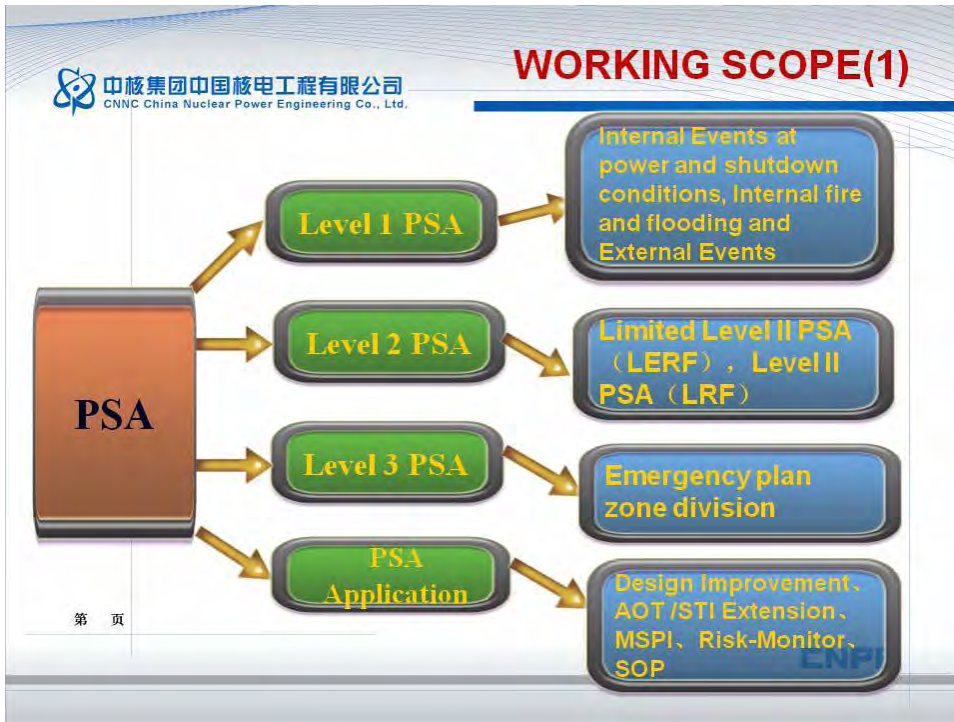 WORKING SCOPE(1)
中核集团中国核电工程有限公司
CNNC China Nuclear Power Engineering Co., Ltd.
PSA
Level 1 PSA
Internal Events at
power and shutdown
conditions, Internal fire
and flooding and
External Events
Level 2 PSA
Limited Level II PSA
（LERF），Level II
PSA（LRF）
Level 3 PSA
Emergency plan
zone division
PSA
Application
Design Improvement、
AOT /STI Extension、
MSPI、Risk-Monitor、
SOP
第 页